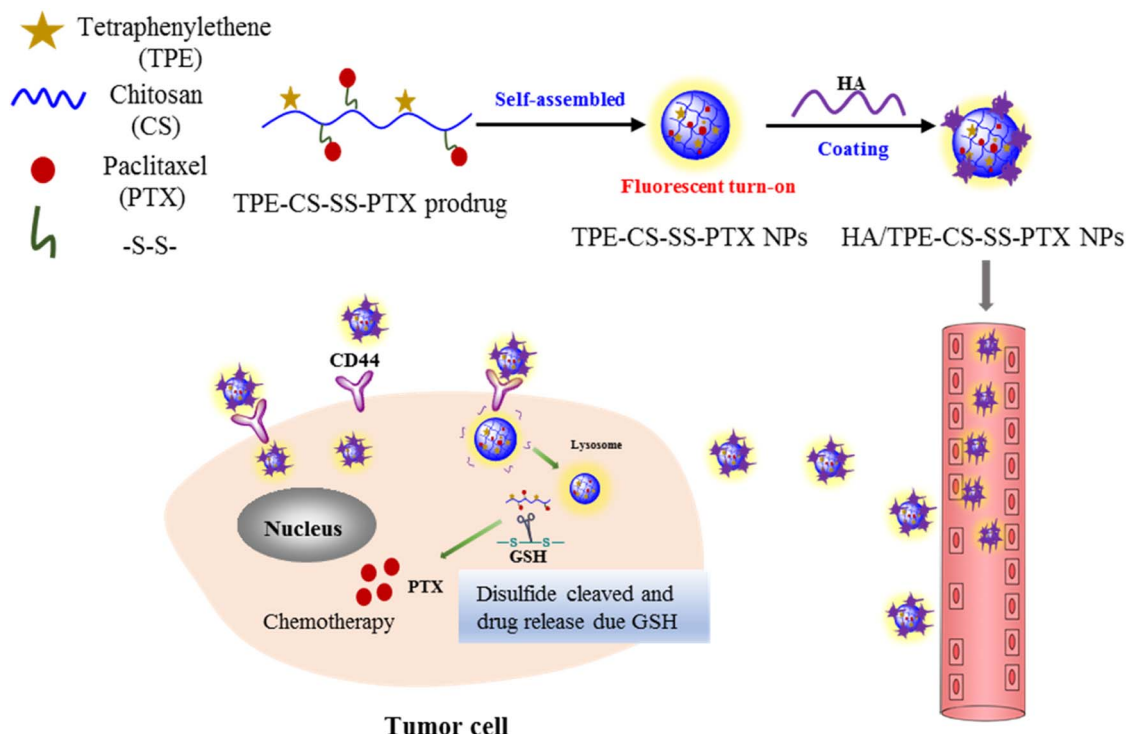 Tetraphenylethene
(TPE)
Chitosan
(CS)
Paclitaxel
(PTX)
-S-S-
TPE-CS-SS-PTX prodrug
Self-assembled
Fluorescent turn-on
TPE-CS-SS-PTX NPs
HA
Coating
HA/TPE-CS-SS-PTX NPs
CD44
Lysosome
Nucleus
S S
GSH
PTX
Chemotherapy
Disulfide cleaved and
drug release due GSH
Tumor cell